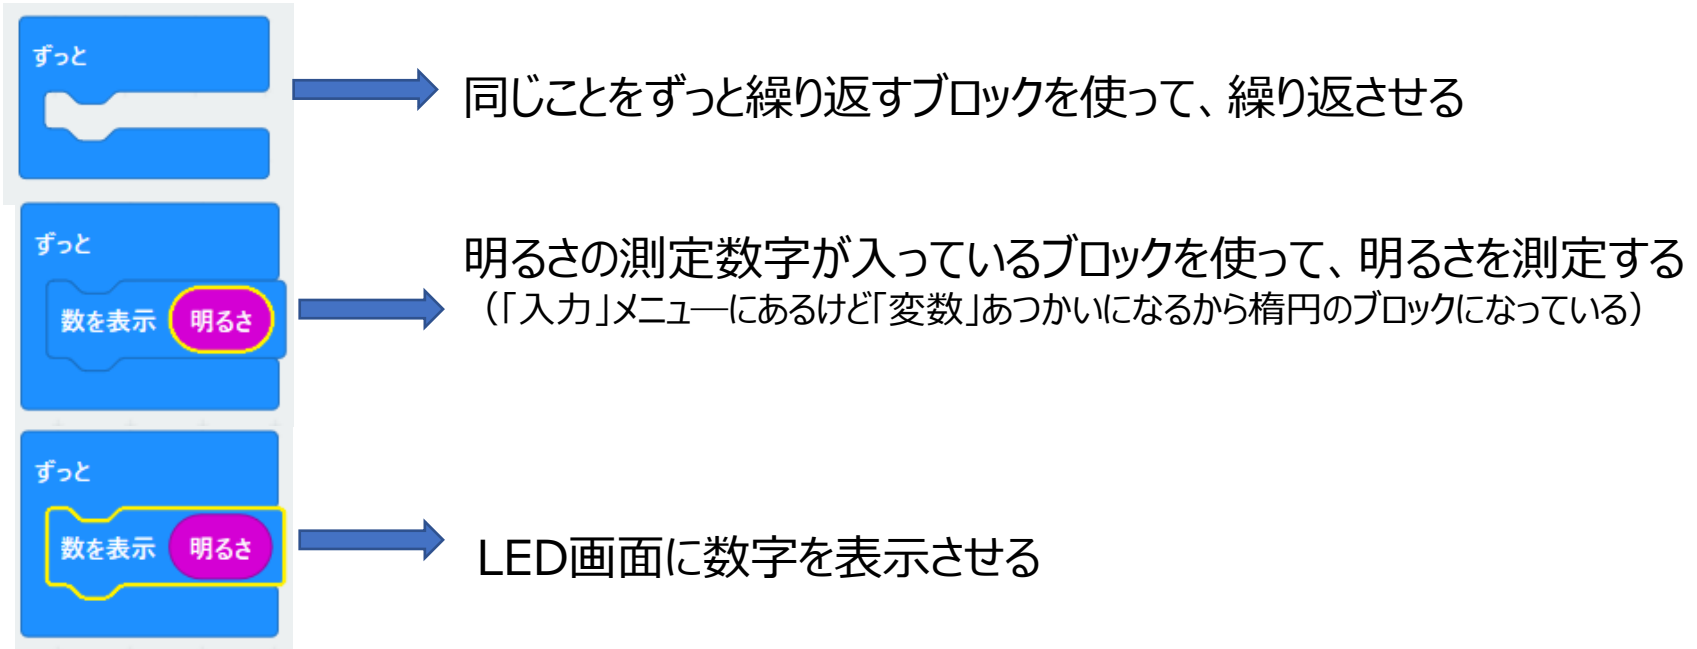 ずっと
同じことをずっと繰り返すブロックを使って、繰り返させる
ずっと
数を表示 明るさ
明るさの測定数字が入っているブロックを使って、明るさを測定する
（「入力」メニュ―にあるけど「変数」あつかいになるから楕円のブロックになっている）
ずっと
数を表示 明るさ
LED画面に数字を表示させる